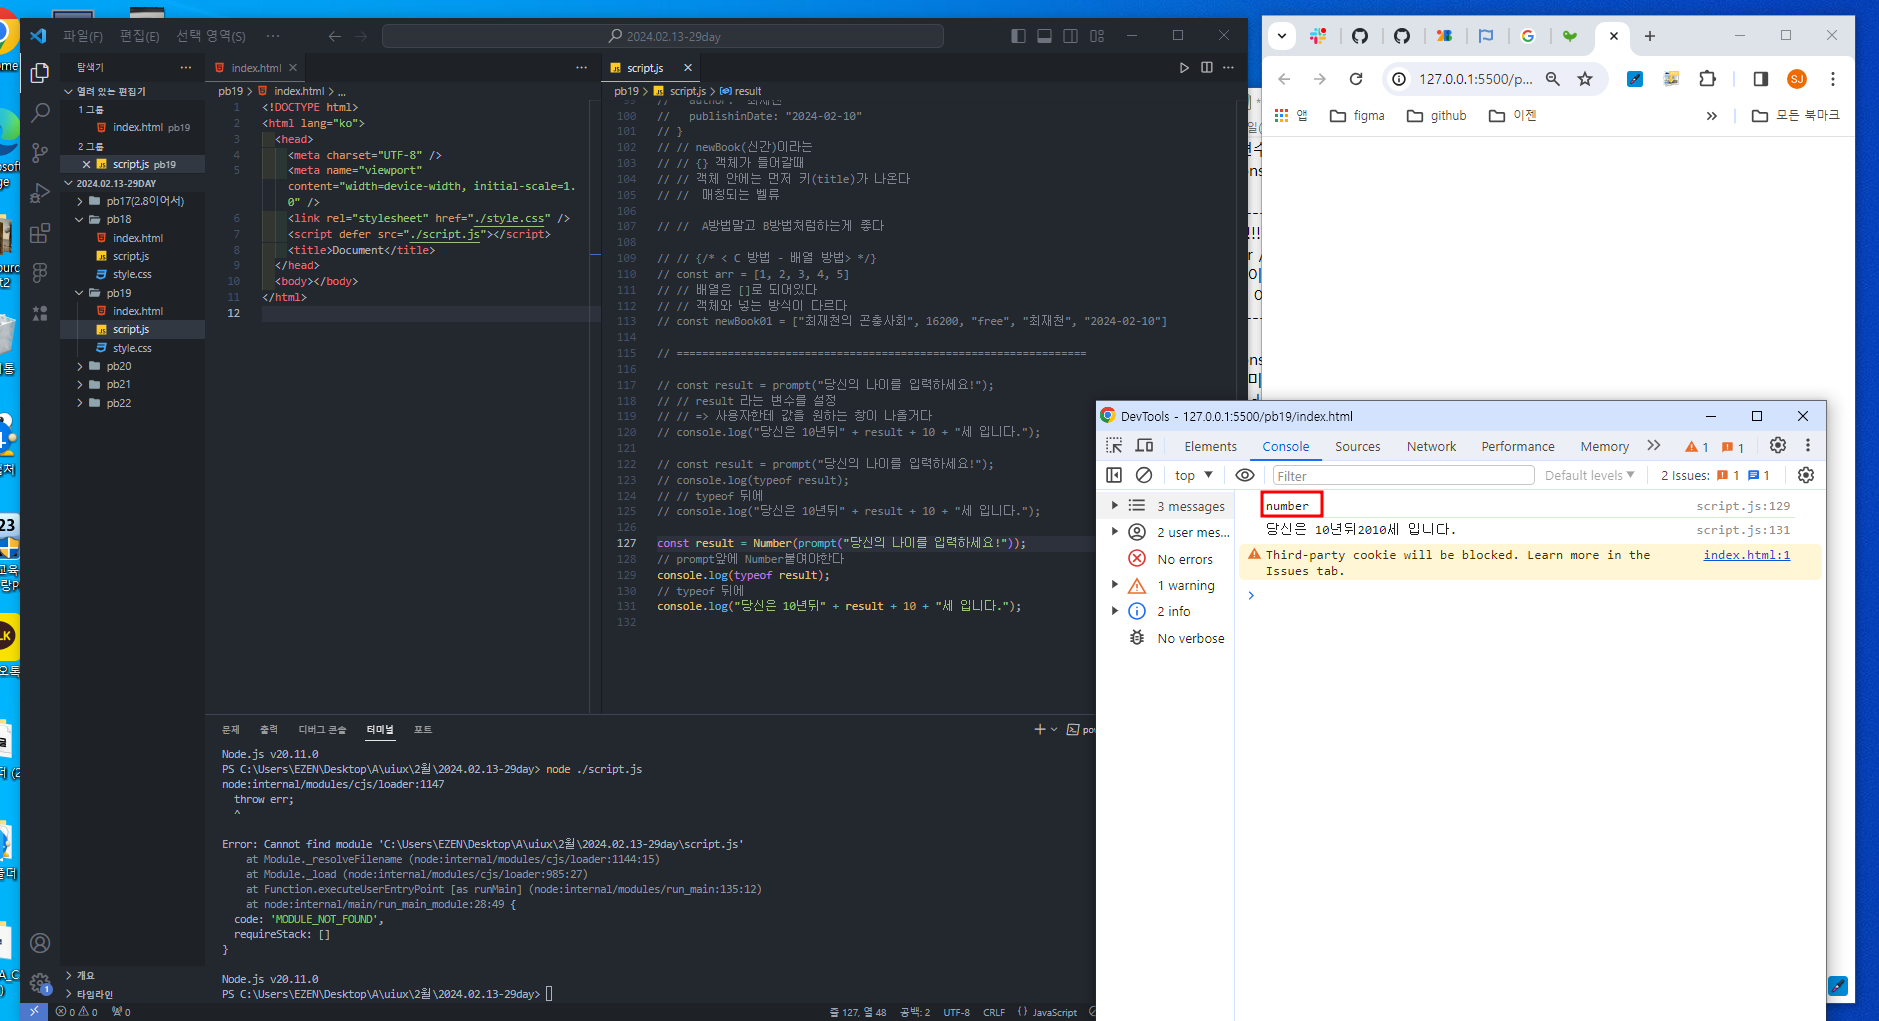 파일(F) 편집(E) 선택 영역(S) ···
2024.02.13-29day
탐색기
열려 있는 편집기
1 그룹
index.html pb19
2 그룹
script.js pb19
2024.02.13-29DAY
pb17(2.8이어서)
pb18
index.html
script.js
style.css
pb19
index.html
script.js
style.css
pb20
pb21
pb22
개요
타임라인
index.html
pb19 > index.html > ...
1 <!DOCTYPE html>
2 <html lang="ko">
3 <head>
4 <meta charset="UTF-8" />
5 <meta name="viewport"
content="width=device-width, initial-scale=1.
0" />
6 <link rel="stylesheet" href="./style.css" />
7 <script defer src="./script.js"></script>
8 <title>Document</title>
9 </head>
10 <body></body>
11 </html>
12
script.js
pb19 > script.js > result
100 // publishinDate: "2024-02-10"
101 // }
102 // // newBook(신간)이라는
103 // // {} 객체가 들어갈때
104 // // 객체 안에는 먼저 키(title)가 나온다
105 // // 매칭되는 벨류
106
107 // // A방법말고 B방법처럼하는게 좋다
108
109 // // {/* < C 방법 - 배열 방법> */}
110 // const arr = [1, 2, 3, 4, 5]
111 // // 배열은 []로 되어있다
112 // // 객체와 넣는 방식이 다르다
113 // const newBook01 = ["최재천의 곤충사회", 16200, "free", "최재천", "2024-02-10"]
114
115 // ================================================================
116
117 // const result = prompt("당신의 나이를 입력하세요!");
118 // // result 라는 변수를 설정
119 // // => 사용자한테 값을 원하는 창이 나올거다
120 // console.log("당신은 10년뒤" + result + 10 + "세 입니다.");
121
122 // const result = prompt("당신의 나이를 입력하세요!");
123 // console.log(typeof result);
124 // // typeof 뒤에
125 // console.log("당신은 10년뒤" + result + 10 + "세 입니다.");
126
127 const result = Number(prompt("당신의 나이를 입력하세요!"));
128 // prompt앞에 Number붙여야한다
129 console.log(typeof result);
130 // typeof 뒤에
131 console.log("당신은 10년뒤" + result + 10 + "세 입니다.");
132
문제 출력 디버그 콘솔 터미널 포트
Node.js v20.11.0
PS C:\Users\EZEN\Desktop\A\uiux\2월\2024.02.13-29day> node ./script.js
node:internal/modules/cjs/loader:1147
throw err;
^
Error: Cannot find module 'C:\Users\EZEN\Desktop\A\uiux\2월\2024.02.13-29day\script.js'
at Module._resolveFilename (node:internal/modules/cjs/loader:1144:15)
at Module._load (node:internal/modules/cjs/loader:985:27)
at Function.executeUserEntryPoint [as runMain] (node:internal/modules/run_main:135:12)
at node:internal/main/run_main_module:28:49 {
code: 'MODULE_NOT_FOUND',
requireStack: []
}
Node.js v20.11.0
PS C:\Users\EZEN\Desktop\A\uiux\2월\2024.02.13-29day>
0 0 0
줄 127, 열 48 공백: 2 UTF-8 CRLF {} JavaScript
127.0.0.1:5500/p...
SJ
앱 figma github 이젠 » 모든 북마크
DevTools - 127.0.0.1:5500/pb19/index.html
Elements Console Sources Network Performance Memory 1 1
top Filter Default levels 2 Issues: 1 1
3 messages
2 user mes...
No errors
1 warning
2 info
No verbose
number script.js:129
당신은 10년뒤2010세 입니다. script.js:131
Third-party cookie will be blocked. Learn more in the index.html:1
Issues tab.